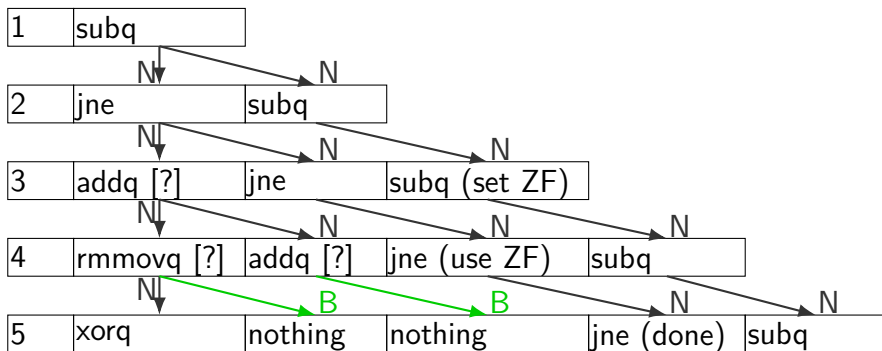 1 subq
N N
2 jne subq
N N N
3 addq [?] jne subq (set ZF)
N N N N
4 rmmovq [?] addq [?] jne (use ZF) subq
N B B N N
5 xorq nothing nothing jne (done) subq